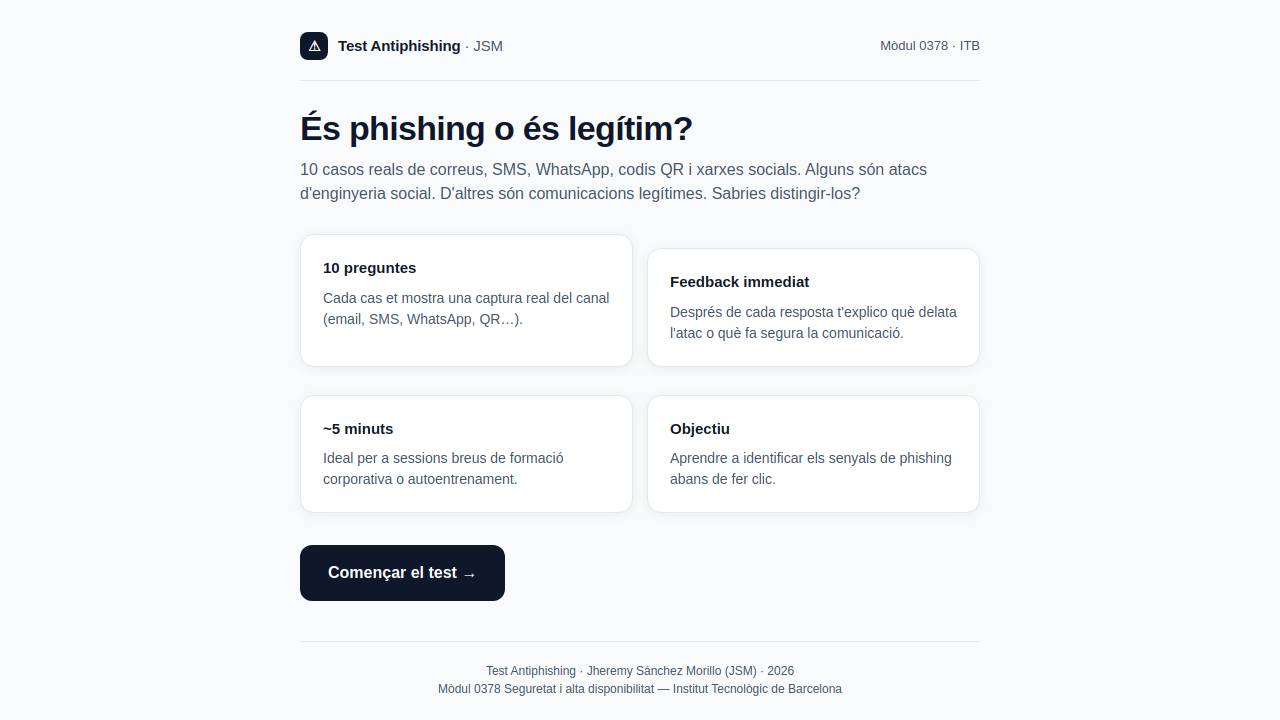 ⚠ Test Antiphishing · JSM
Mòdul 0378 · ITB
És phishing o és legítim?
10 casos reals de correus, SMS, WhatsApp, codis QR i xarxes socials. Alguns són atacs
d'enginyeria social. D'altres són comunicacions legítimes. Sabries distingir-los?
10 preguntes
Cada cas et mostra una captura real del canal
(email, SMS, WhatsApp, QR…).
Feedback immediat
Després de cada resposta t'explico què delata
l'atac o què fa segura la comunicació.
~5 minuts
Ideal per a sessions breus de formació
corporativa o autoentrenament.
Objectiu
Aprendre a identificar els senyals de phishing
abans de fer clic.
Començar el test →
Test Antiphishing · Jheremy Sánchez Morillo (JSM) · 2026
Mòdul 0378 Seguretat i alta disponibilitat — Institut Tecnològic de Barcelona